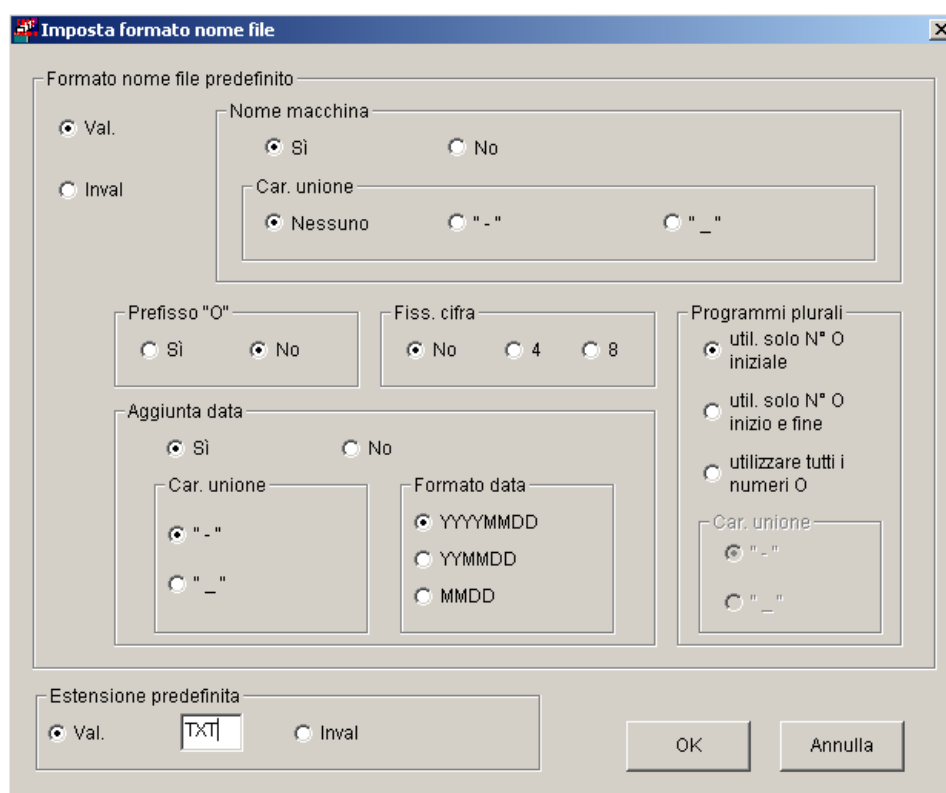 Imposta formato nome file
Formato nome file predefinito
Val.
Inval
Nome macchina
Sì
No
Car. unione
Nessuno
"-"
"_"
Prefisso "O"
Sì
No
Fiss. cifra
No
4
8
Programmi plurali
util. solo N° O
iniziale
util. solo N° O
inizio e fine
utilizzare tutti i
numeri O
Car. unione
"-"
"_"
Aggiunta data
Sì
No
Car. unione
"-"
"_"
Formato data
YYYYMMDD
YYMMDD
MMDD
Estensione predefinita
Val.
TXT
Inval
OK
Annulla